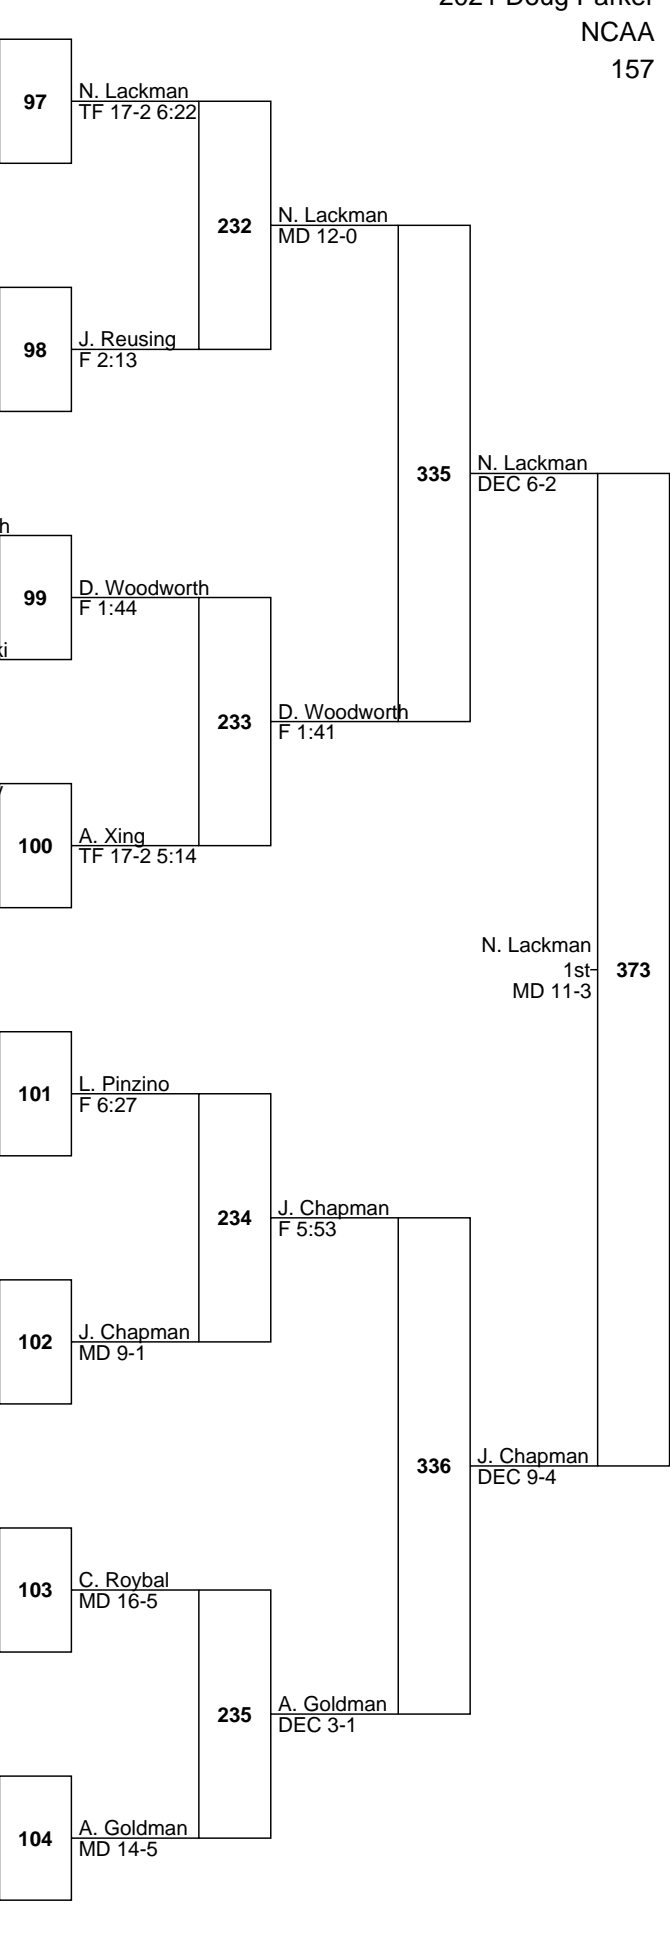 NCAA
157
97
N. Lackman
TF 17-2 6:22
232
N. Lackman
MD 12-0
98
J. Reusing
F 2:13
335
N. Lackman
DEC 6-2
99
D. Woodworth
F 1:44
233
D. Woodworth
F 1:41
100
A. Xing
TF 17-2 5:14
N. Lackman
1st
MD 11-3
373
101
L. Pinzino
F 6:27
234
J. Chapman
F 5:53
102
J. Chapman
MD 9-1
336
J. Chapman
DEC 9-4
103
C. Roybal
MD 16-5
235
A. Goldman
DEC 3-1
104
A. Goldman
MD 14-5